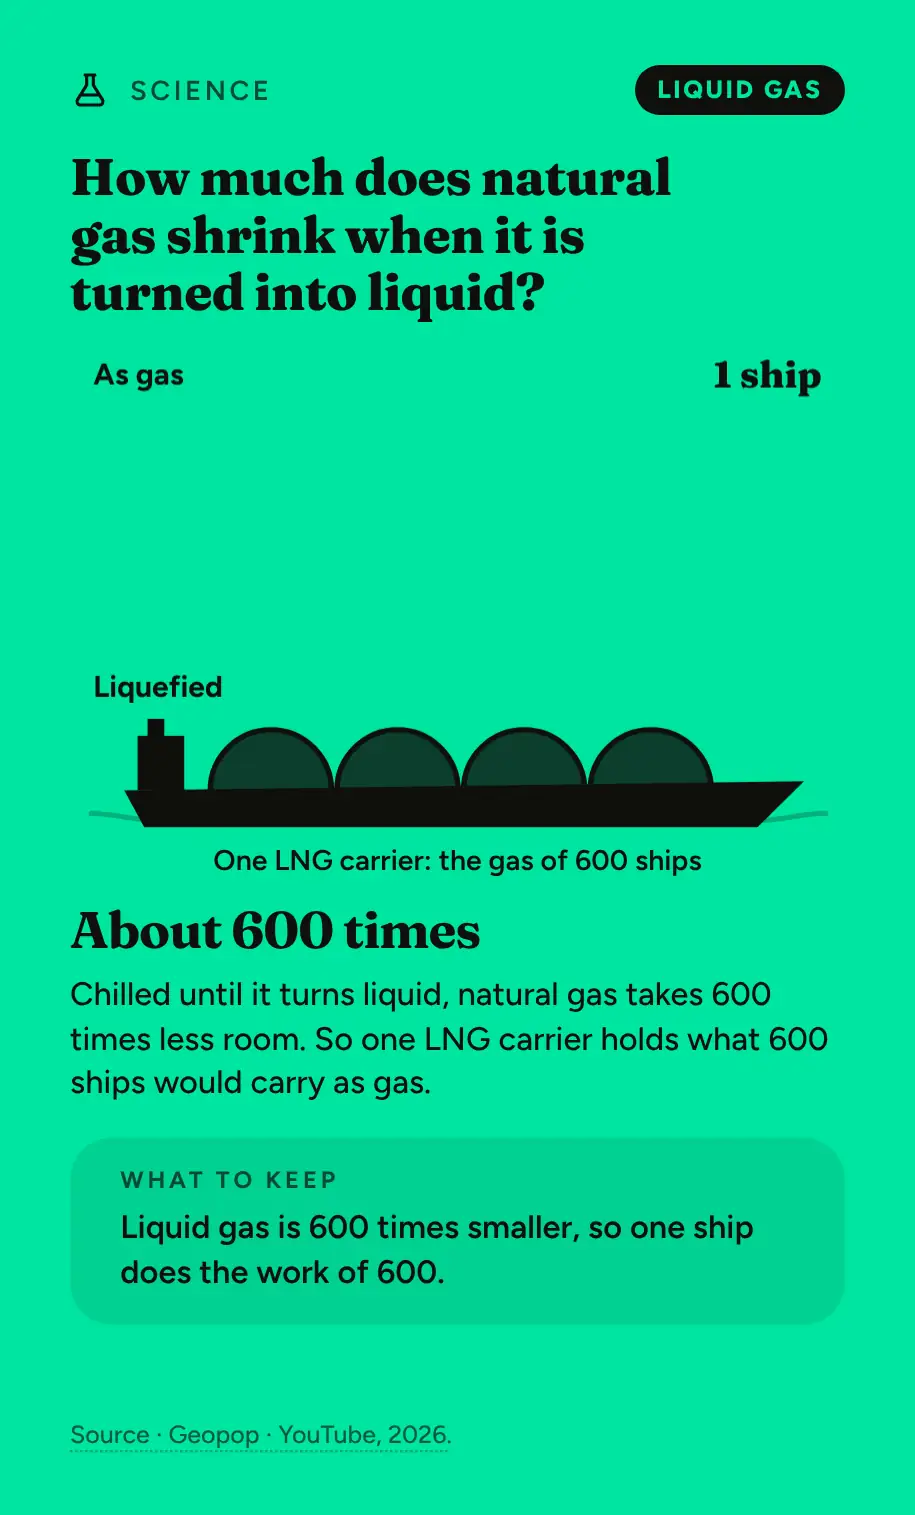 SCIENCE
LIQUID GAS
How much does natural
gas shrink when it is
turned into liquid?
As gas
1 ship
Liquefied
One LNG carrier: the gas of 600 ships
About 600 times
Chilled until it turns liquid, natural gas takes 600
times less room. So one LNG carrier holds what 600
ships would carry as gas.
WHAT TO KEEP
Liquid gas is 600 times smaller, so one ship
does the work of 600.
Source · Geopop · YouTube, 2026.